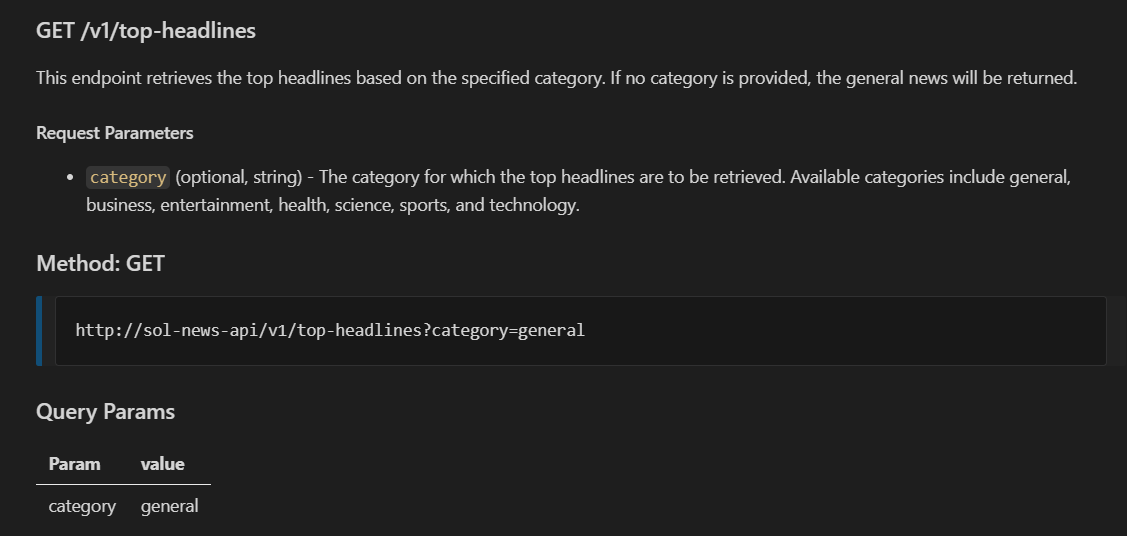 GET /v1/top-headlines
This endpoint retrieves the top headlines based on the specified category. If no category is provided, the general news will be returned.
Request Parameters
• category (optional, string) - The category for which the top headlines are to be retrieved. Available categories include general,
business, entertainment, health, science, sports, and technology.
Method: GET
http://sol-news-api/v1/top-headlines?category=general
Query Params
Param value
category general